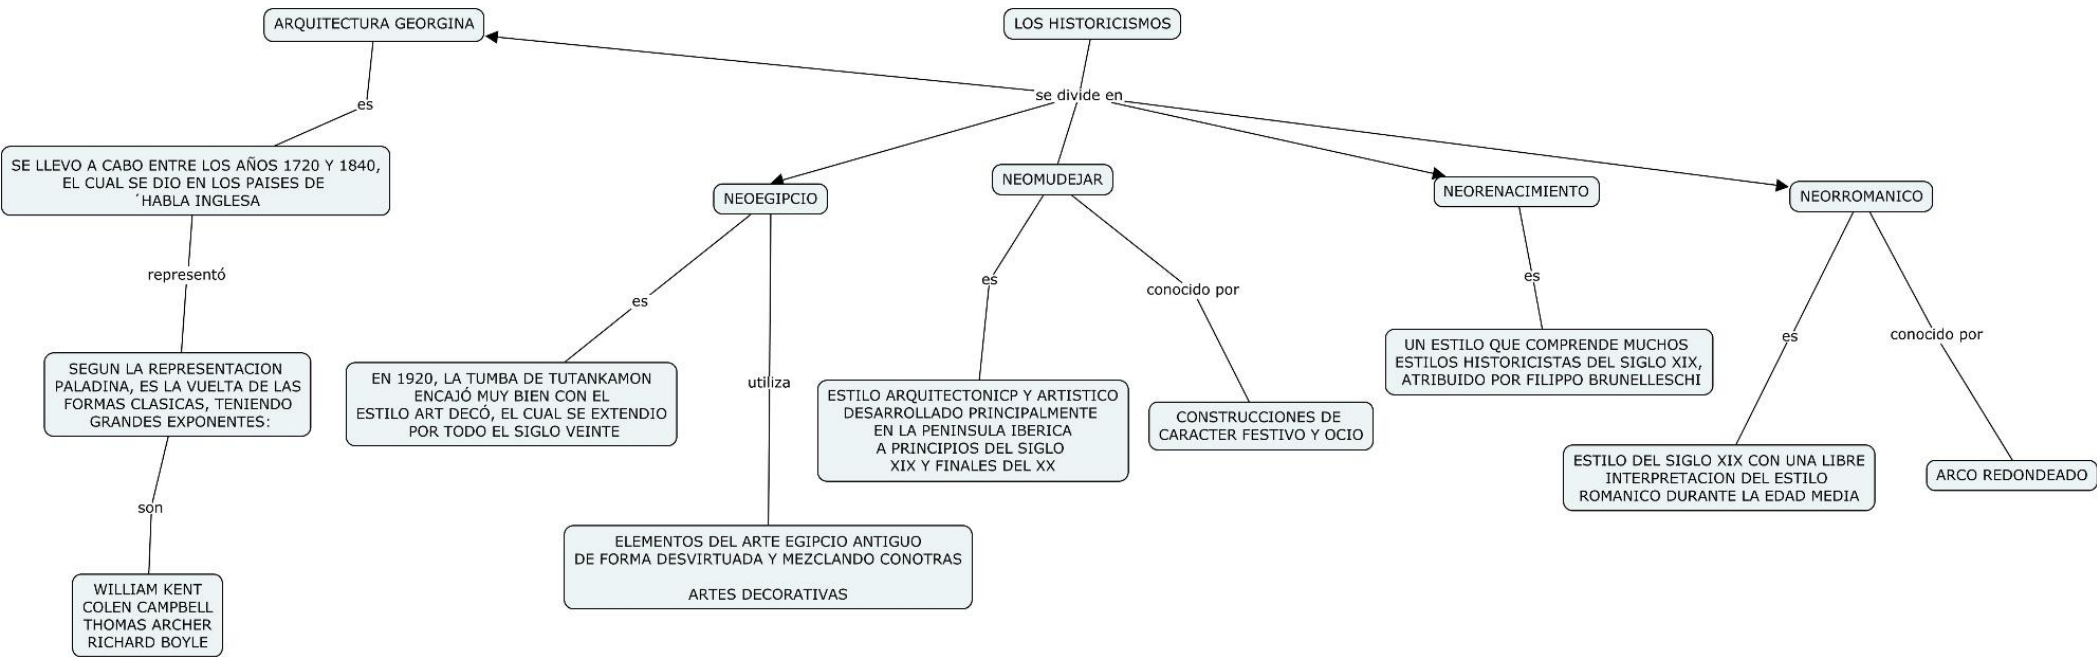 ARQUITECTURA GEORGINA
LOS HISTORICISMOS
es
se divide en
SE LLEVO A CABO ENTRE LOS AÑOS 1720 Y 1840,
EL CUAL SE DIO EN LOS PAISES DE
´HABLA INGLESA
representó
SEGUN LA REPRESENTACION
PALADINA, ES LA VUELTA DE LAS
FORMAS CLASICAS, TENIENDO
GRANDES EXPONENTES:
son
WILLIAM KENT
COLEN CAMPBELL
THOMAS ARCHER
RICHARD BOYLE
NEOEGIPCIO
es
EN 1920, LA TUMBA DE TUTANKAMON
ENCAJÓ MUY BIEN CON EL
ESTILO ART DECÓ, EL CUAL SE EXTENDIO
POR TODO EL SIGLO VEINTE
utiliza
ELEMENTOS DEL ARTE EGIPCIO ANTIGUO
DE FORMA DESVIRTUADA Y MEZCLANDO CONOTRAS
ARTES DECORATIVAS
NEOMUDEJAR
es
ESTILO ARQUITECTONICP Y ARTISTICO
DESARROLLADO PRINCIPALMENTE
EN LA PENINSULA IBERICA
A PRINCIPIOS DEL SIGLO
XIX Y FINALES DEL XX
conocido por
CONSTRUCCIONES DE
CARACTER FESTIVO Y OCIO
NEORENACIMIENTO
es
UN ESTILO QUE COMPRENDE MUCHOS
ESTILOS HISTORICISTAS DEL SIGLO XIX,
ATRIBUIDO POR FILIPPO BRUNELLESCHI
NEORROMANICO
es
ESTILO DEL SIGLO XIX CON UNA LIBRE
INTERPRETACION DEL ESTILO
ROMANICO DURANTE LA EDAD MEDIA
conocido por
ARCO REDONDEADO